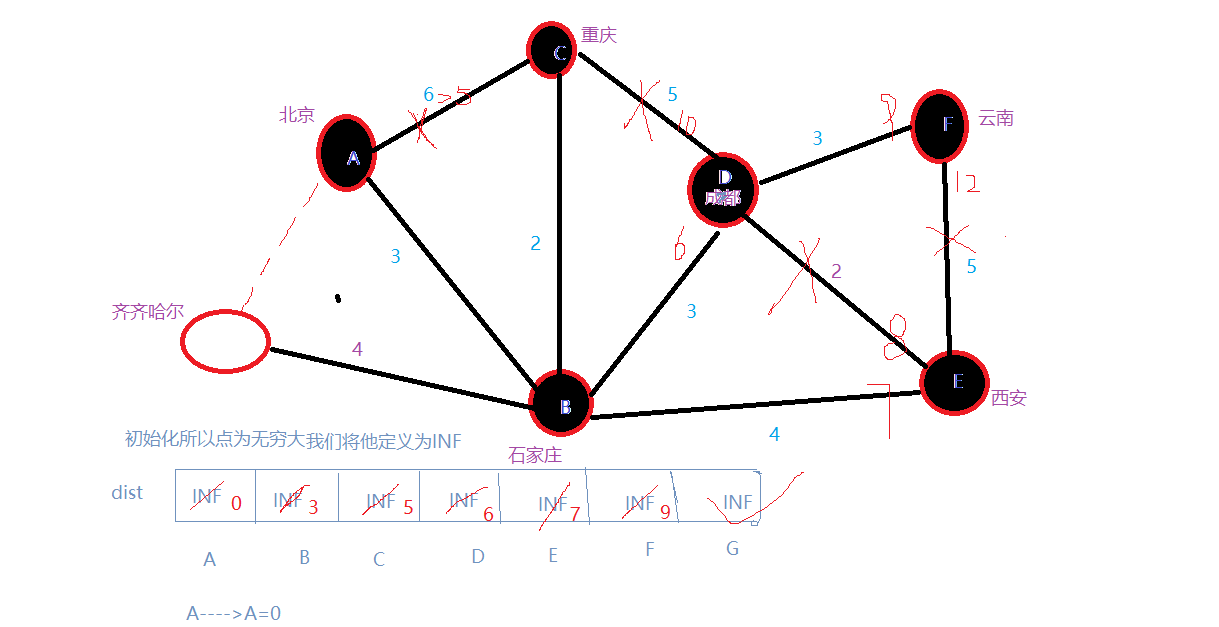 C 重庆
6->5
5
10
北京
A
9
F 云南
3
D
成都
12
2
3
6
5
2
齐齐哈尔
3
8
4
E
西安
B
7
4
初始化所以点为无穷大我们将他定义为INF
石家庄
dist INF 0 INF 3 INF 5 INF 6 INF 7 INF 9 INF
A B C D E F G
A---->A=0